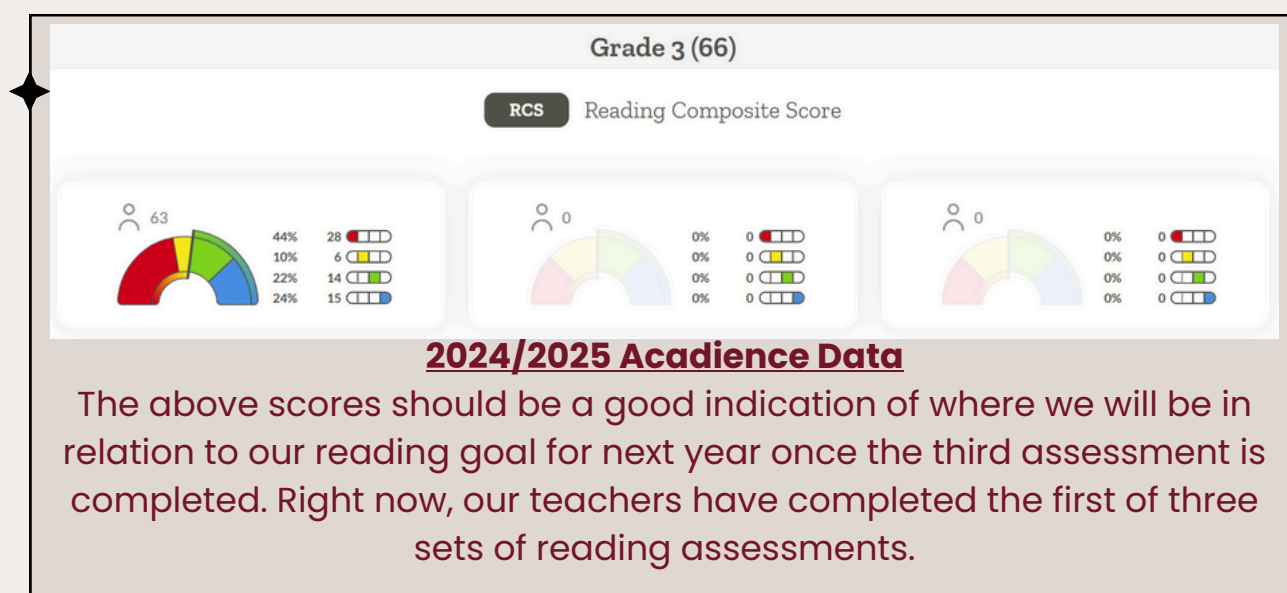 Grade 3 (66)
RCS Reading Composite Score
63
44% 28
10% 6
22% 14
24% 15
0
0% 0
0% 0
0% 0
0% 0
0
0% 0
0% 0
0% 0
0% 0
2024/2025 Acadience Data
The above scores should be a good indication of where we will be in
relation to our reading goal for next year once the third assessment is
completed. Right now, our teachers have completed the first of three
sets of reading assessments.